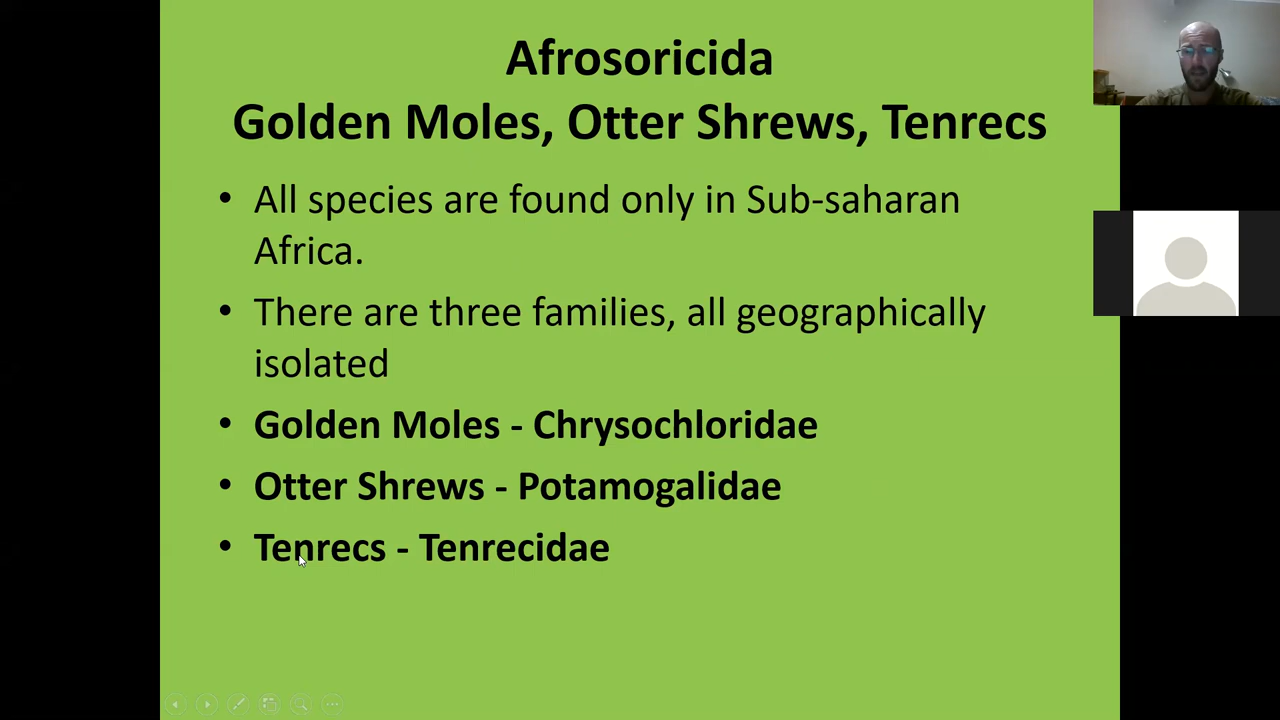 Afrosoricida
Golden Moles, Otter Shrews, Tenrecs
• All species are found only in Sub-saharan
Africa.
• There are three families, all geographically
isolated
• Golden Moles - Chrysochloridae
• Otter Shrews - Potamogalidae
• Tenrecs - Tenrecidae